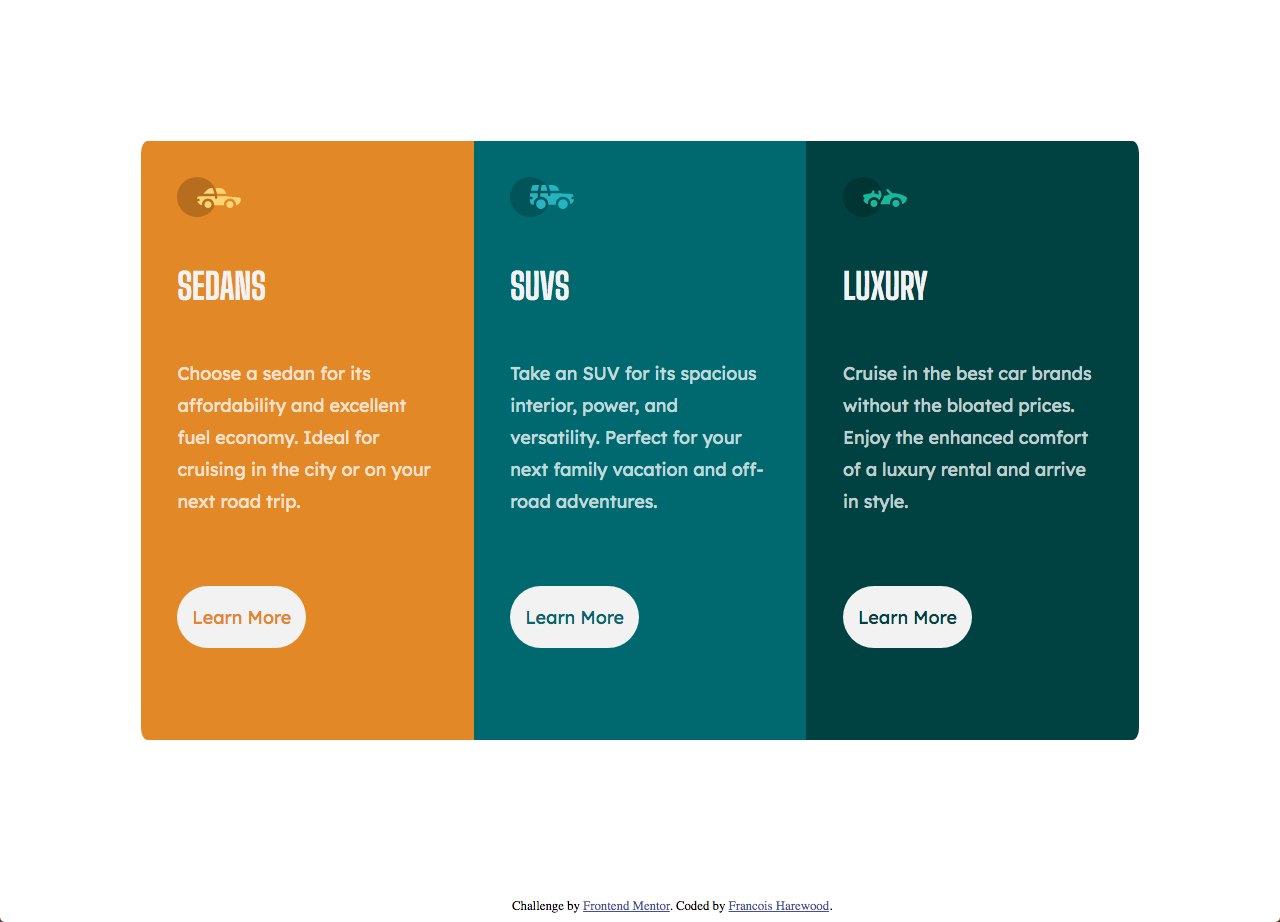 SEDANS
Choose a sedan for its
affordability and excellent
fuel economy. Ideal for
cruising in the city or on your
next road trip.
Learn More
SUVS
Take an SUV for its spacious
interior, power, and
versatility. Perfect for your
next family vacation and off-
road adventures.
Learn More
LUXURY
Cruise in the best car brands
without the bloated prices.
Enjoy the enhanced comfort
of a luxury rental and arrive
in style.
Learn More
Challenge by Frontend Mentor. Coded by Francois Harewood.